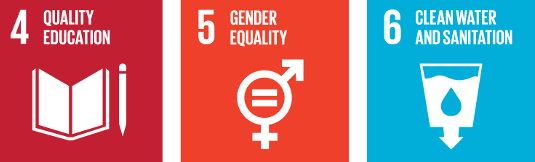 4 QUALITY
EDUCATION
5 GENDER
EQUALITY
6 CLEAN WATER
AND SANITATION